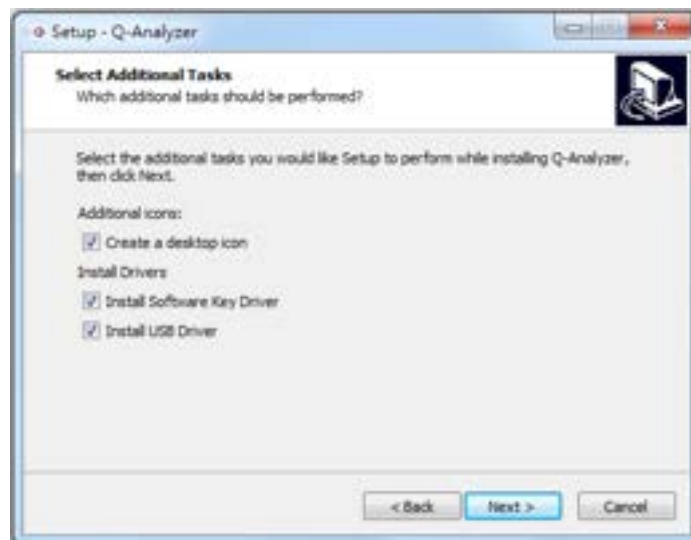 Setup - Q-Analyzer
Select Additional Tasks
Which additional tasks should be performed?
Select the additional tasks you would like Setup to perform while installing Q-Analyzer,
then click Next.
Additional icons:
Create a desktop icon
Install Drivers
Install Software Key Driver
Install USB Driver
< Back
Next >
Cancel